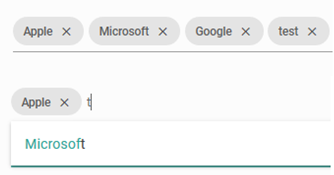 Apple × Microsoft × Google × test ×
Apple × t
Microsoft